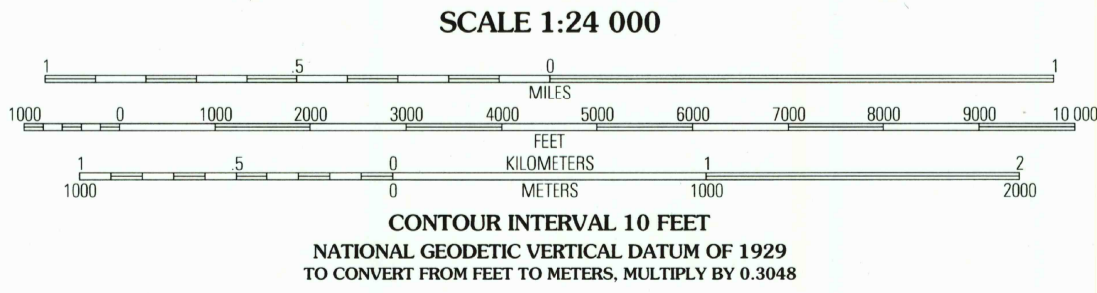 SCALE 1:24 000
1 .5 0 1
MILES
1000 0 1000 2000 3000 4000 5000 6000 7000 8000 9000 10 000
FEET
1 .5 0 KILOMETERS 1 2
1000 0 METERS 1000 2000
CONTOUR INTERVAL 10 FEET
NATIONAL GEODETIC VERTICAL DATUM OF 1929
TO CONVERT FROM FEET TO METERS, MULTIPLY BY 0.3048